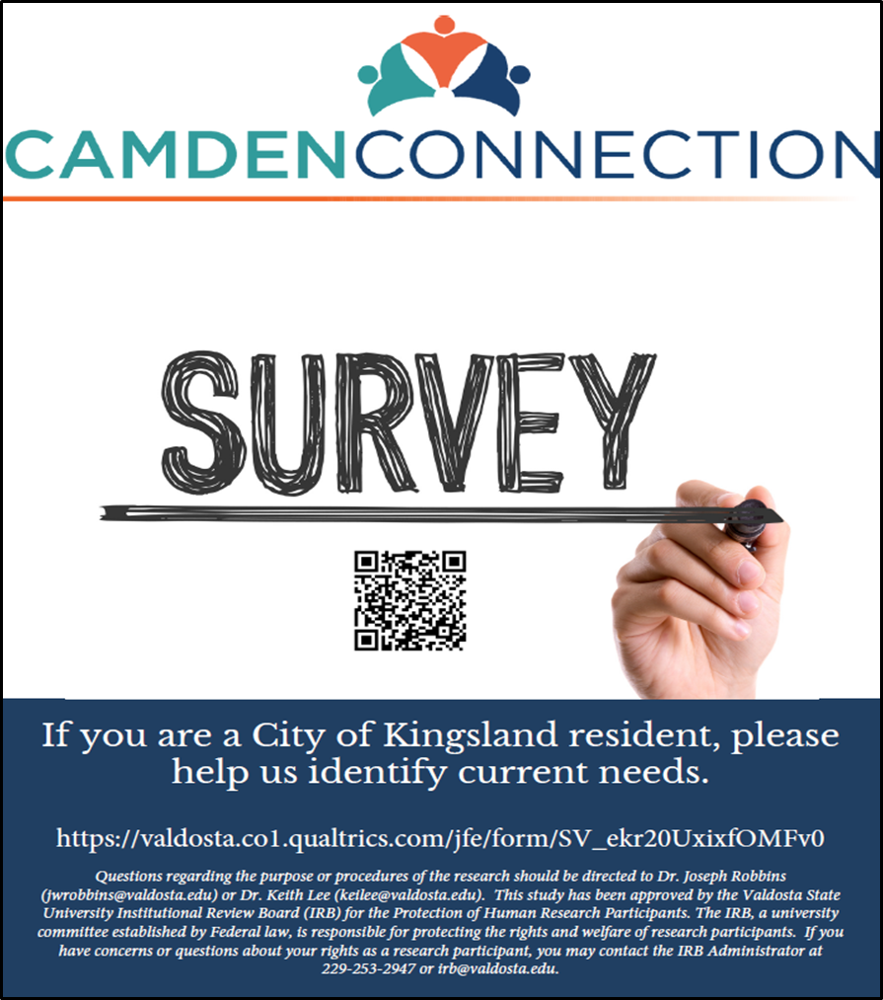 CAMDENCONNECTION
SURVEY
If you are a City of Kingsland resident, please
help us identify current needs.
https://valdosta.co1.qualtrics.com/jfe/form/SV_ekr20UxixfOMFv0
Questions regarding the purpose or procedures of the research should be directed to Dr. Joseph Robbins
(jwrobbins@valdosta.edu) or Dr. Keith Lee (keilee@valdosta.edu).  This study has been approved by the Valdosta State
University Institutional Review Board (IRB) for the Protection of Human Research Participants. The IRB, a university
committee established by Federal law, is responsible for protecting the rights and welfare of research participants.  If you
have concerns or questions about your rights as a research participant, you may contact the IRB Administrator at
229-253-2947 or irb@valdosta.edu.